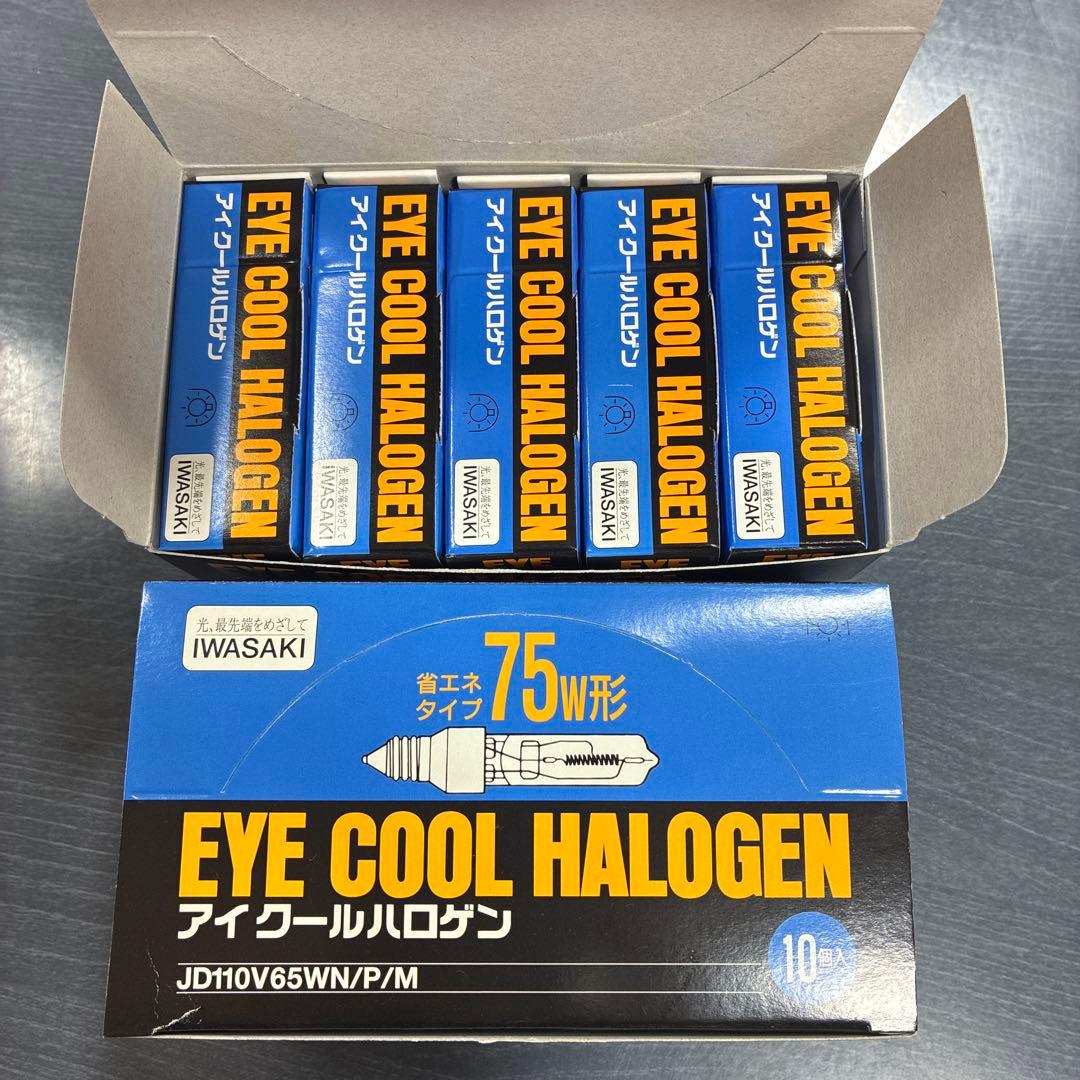 EYE COOL HALOGEN
アイ クールハロゲン
光、最先端をめざして
IWASAKI
EYE
EYE COOL HALOGEN
アイ クールハロゲン
光、最先端をめざして
IWASAKI
EYE
EYE COOL HALOGEN
アイ クールハロゲン
光、最先端をめざして
IWASAKI
EYE
EYE COOL HALOGEN
アイ クールハロゲン
光、最先端をめざして
IWASAKI
EYE
EYE COOL HALOGEN
アイ クールハロゲン
光、最先端をめざして
IWASAKI
EYE
光、最先端をめざして
IWASAKI
省エネ
タイプ 75W形
EYE COOL HALOGEN
アイ クールハロゲン
JD110V65WN/P/M
10個入